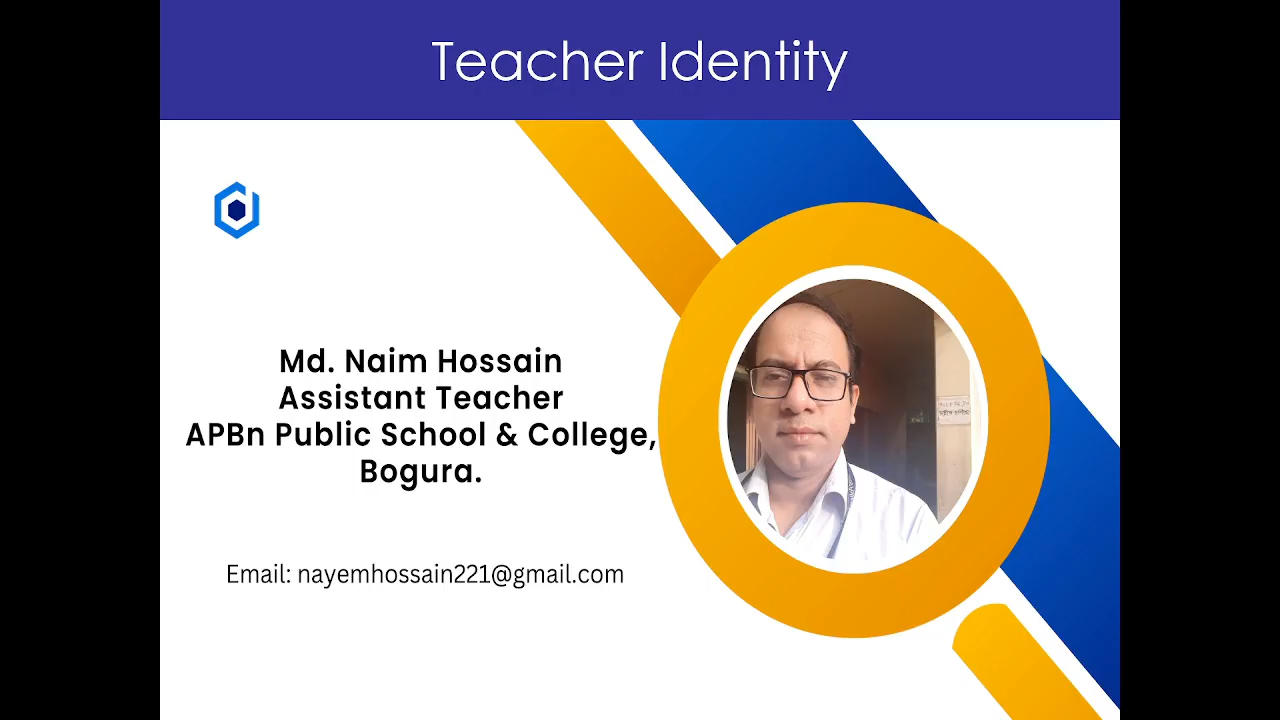 Teacher Identity
Md. Naim Hossain
Assistant Teacher
APBn Public School & College,
Bogura.
Email: nayemhossain221@gmail.com